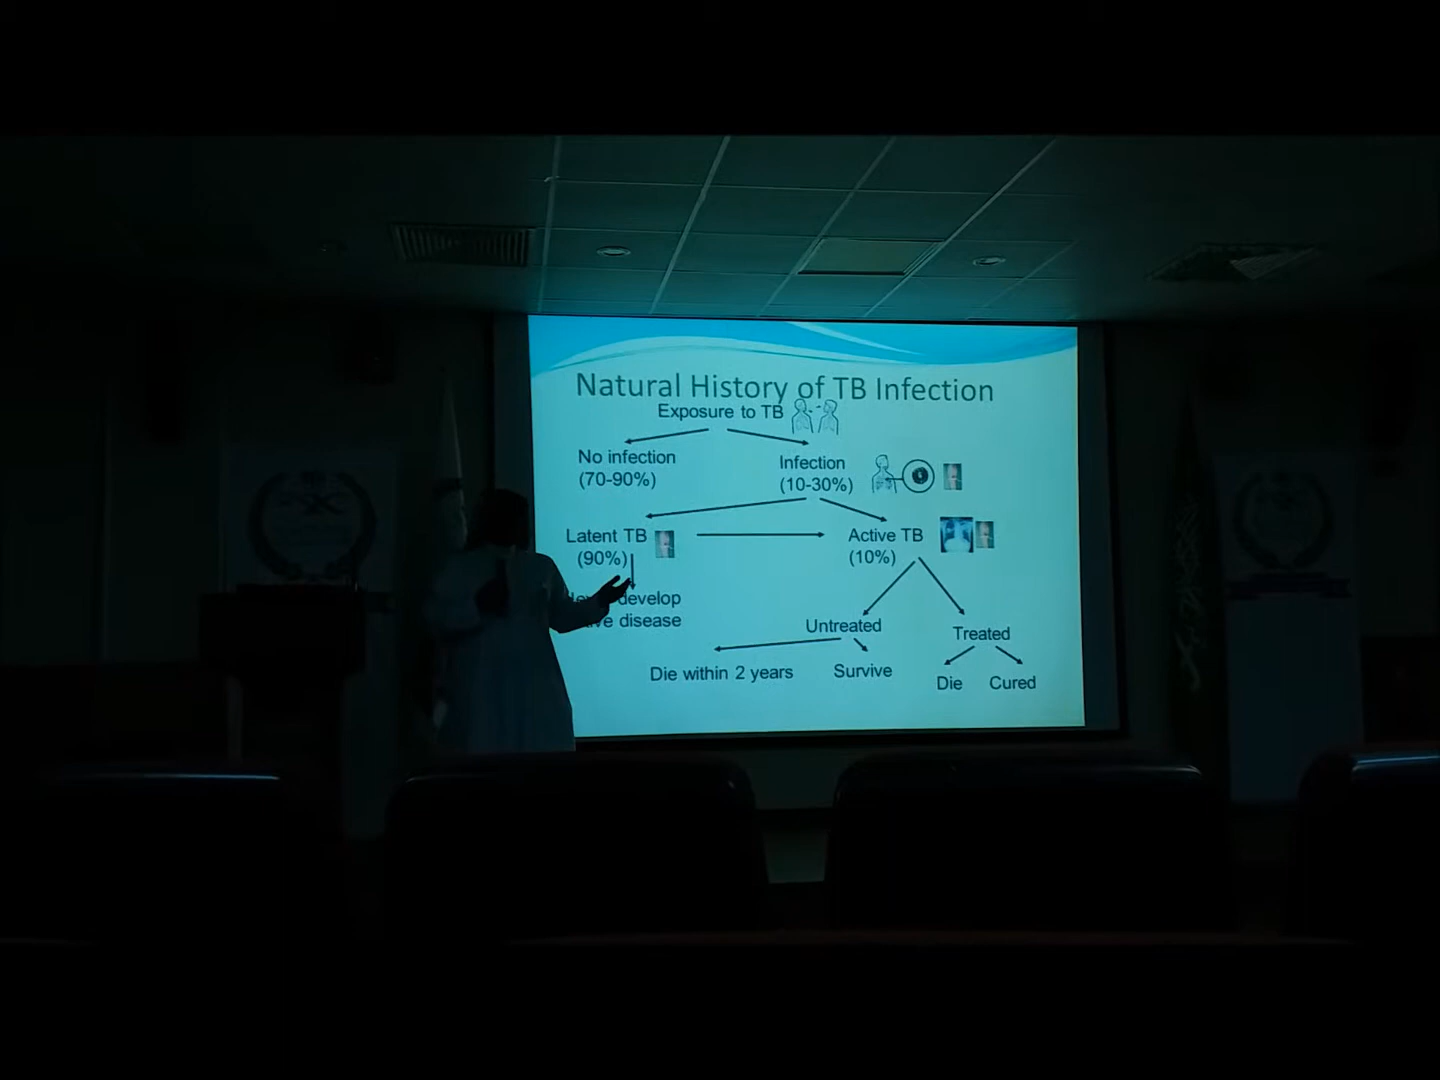 Natural History of TB Infection
Exposure to TB
No infection
(70-90%)
Infection
(10-30%)
Latent TB
(90%)
Active TB
(10%)
develop
disease
Untreated
Treated
Die within 2 years
Survive
Die
Cured